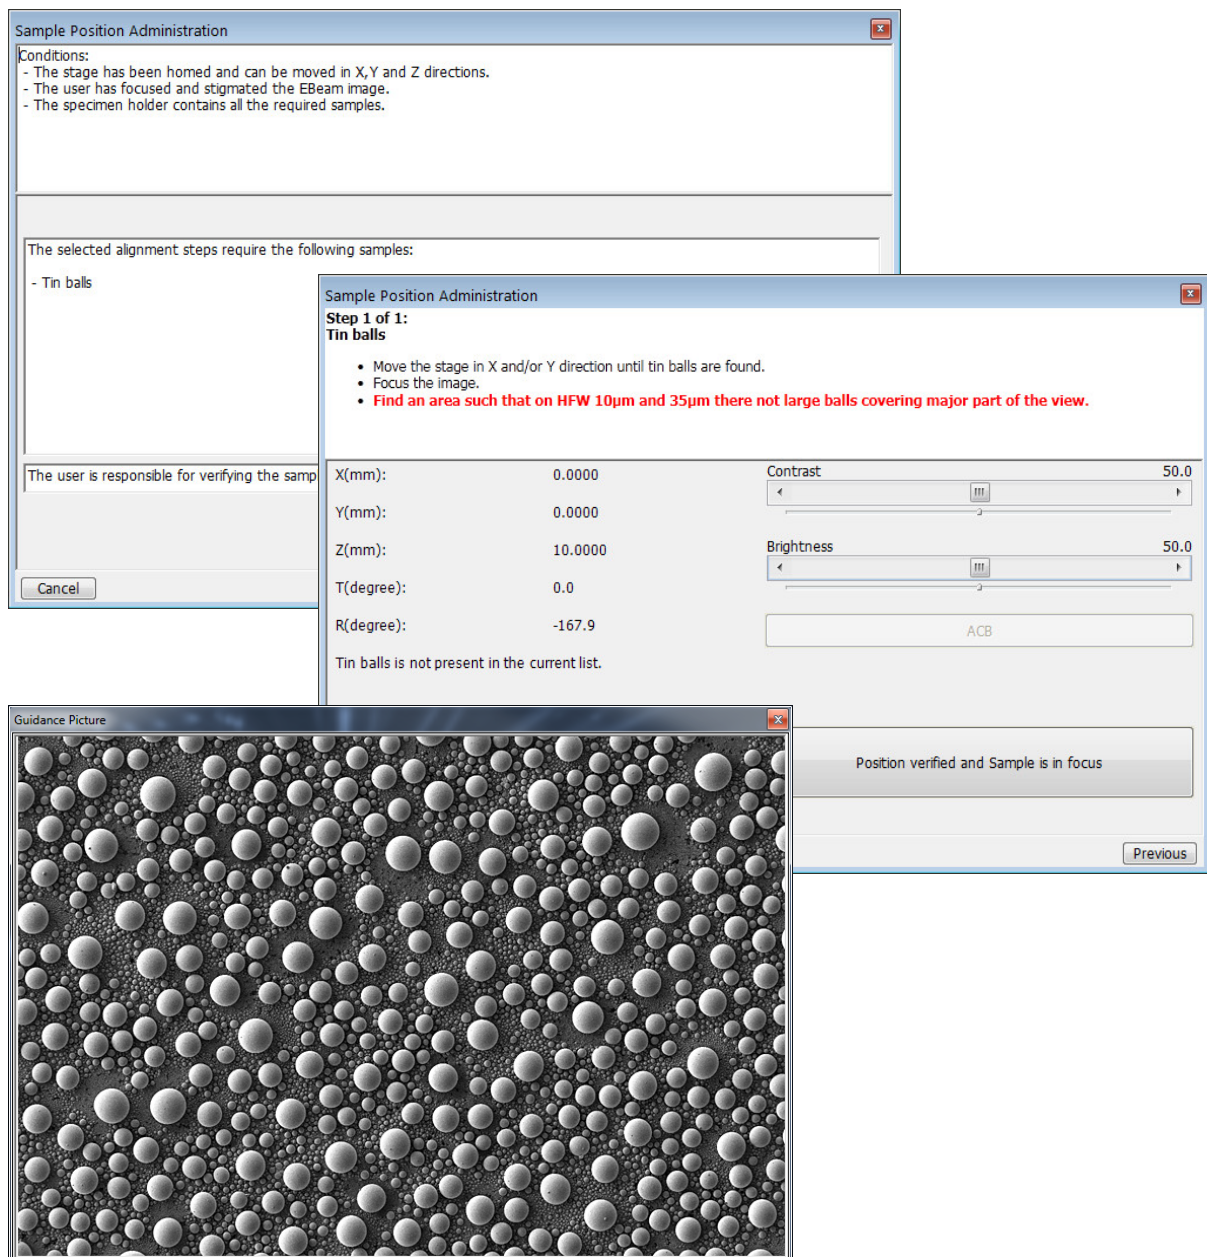 Sample Position Administration
Conditions:
- The stage has been homed and can be moved in X,Y and Z directions.
- The user has focused and stigmated the EBeam image.
- The specimen holder contains all the required samples.
The selected alignment steps require the following samples:
- Tin balls
The user is responsible for verifying the samp
Cancel
Sample Position Administration
Step 1 of 1:
Tin balls
• Move the stage in X and/or Y direction until tin balls are found.
• Focus the image.
• Find an area such that on HFW 10µm and 35µm there not large balls covering major part of the view.
X(mm): 0.0000
Y(mm): 0.0000
Z(mm): 10.0000
T(degree): 0.0
R(degree): -167.9
Tin balls is not present in the current list.
Contrast 50.0
Brightness 50.0
ACB
Position verified and Sample is in focus
Previous
Guidance Picture